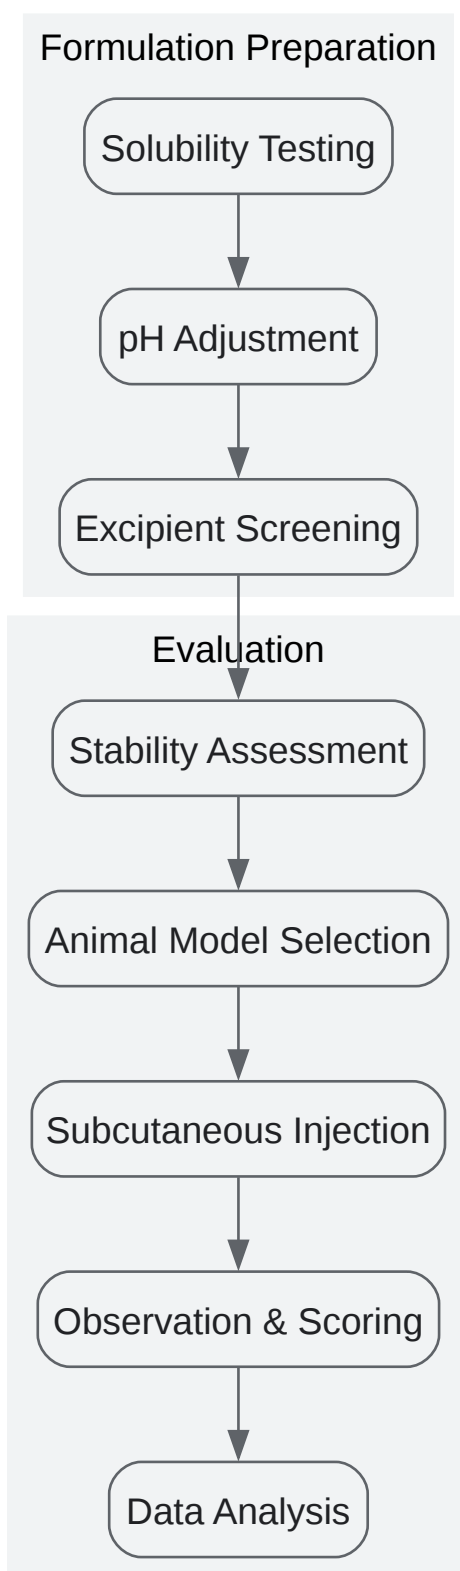 Formulation Preparation
Solubility Testing
pH Adjustment
Excipient Screening
Evaluation
Stability Assessment
Animal Model Selection
Subcutaneous Injection
Observation & Scoring
Data Analysis